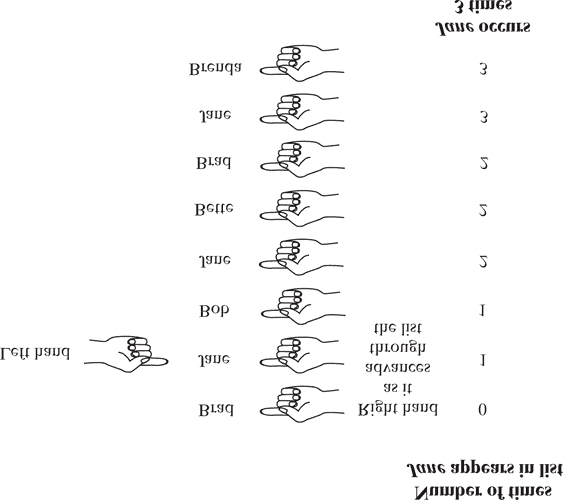 Number of times
Jane appears in list
Brad
Right hand
as it
advances
through
the list
0
Left hand
Jane
1
Bob
1
Jane
2
Bette
2
Brad
2
Jane
3
Brenda
3
Jane occurs
3 times